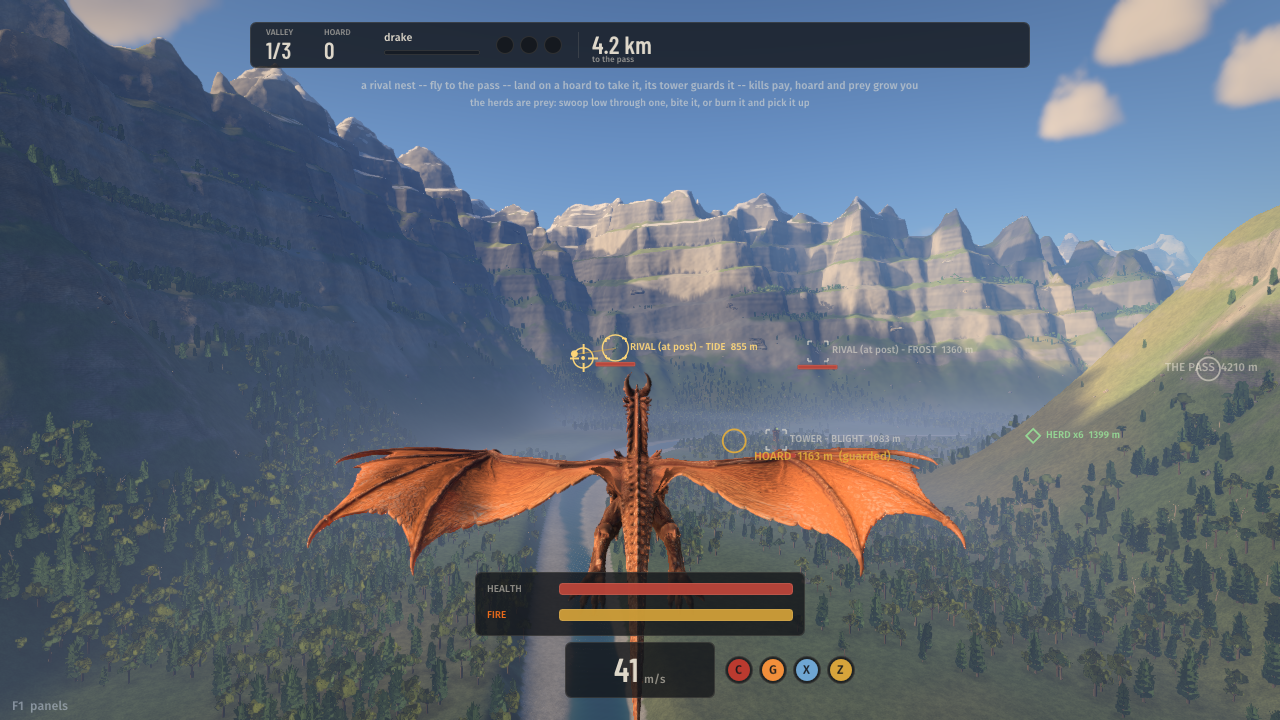 VALLEY
1/3
HOARD
0
drake
4.2 km
to the pass
a rival nest -- fly to the pass -- land on a hoard to take it, its tower guards it -- kills pay, hoard and prey grow you
the herds are prey: swoop low through one, bite it, or burn it and pick it up
RIVAL (at post) - TIDE 855 m
RIVAL (at post) - FROST 1360 m
THE PASS 4210 m
TOWER - BLIGHT 1083 m
HERD x6 1399 m
HOARD 1163 m (guarded)
HEALTH
FIRE
41 m/s
C G X Z
F1 panels